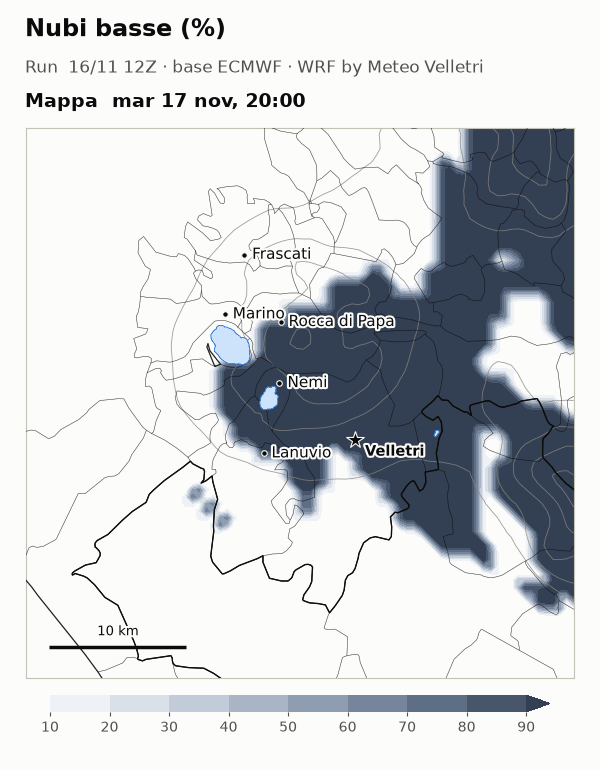 Nubi basse (%)
Run  16/11 12Z · base ECMWF · WRF by Meteo Velletri
Mappa  mar 17 nov, 20:00
Frascati
Marino
Rocca di Papa
Nemi
Velletri
Lanuvio
10 km
10 20 30 40 50 60 70 80 90